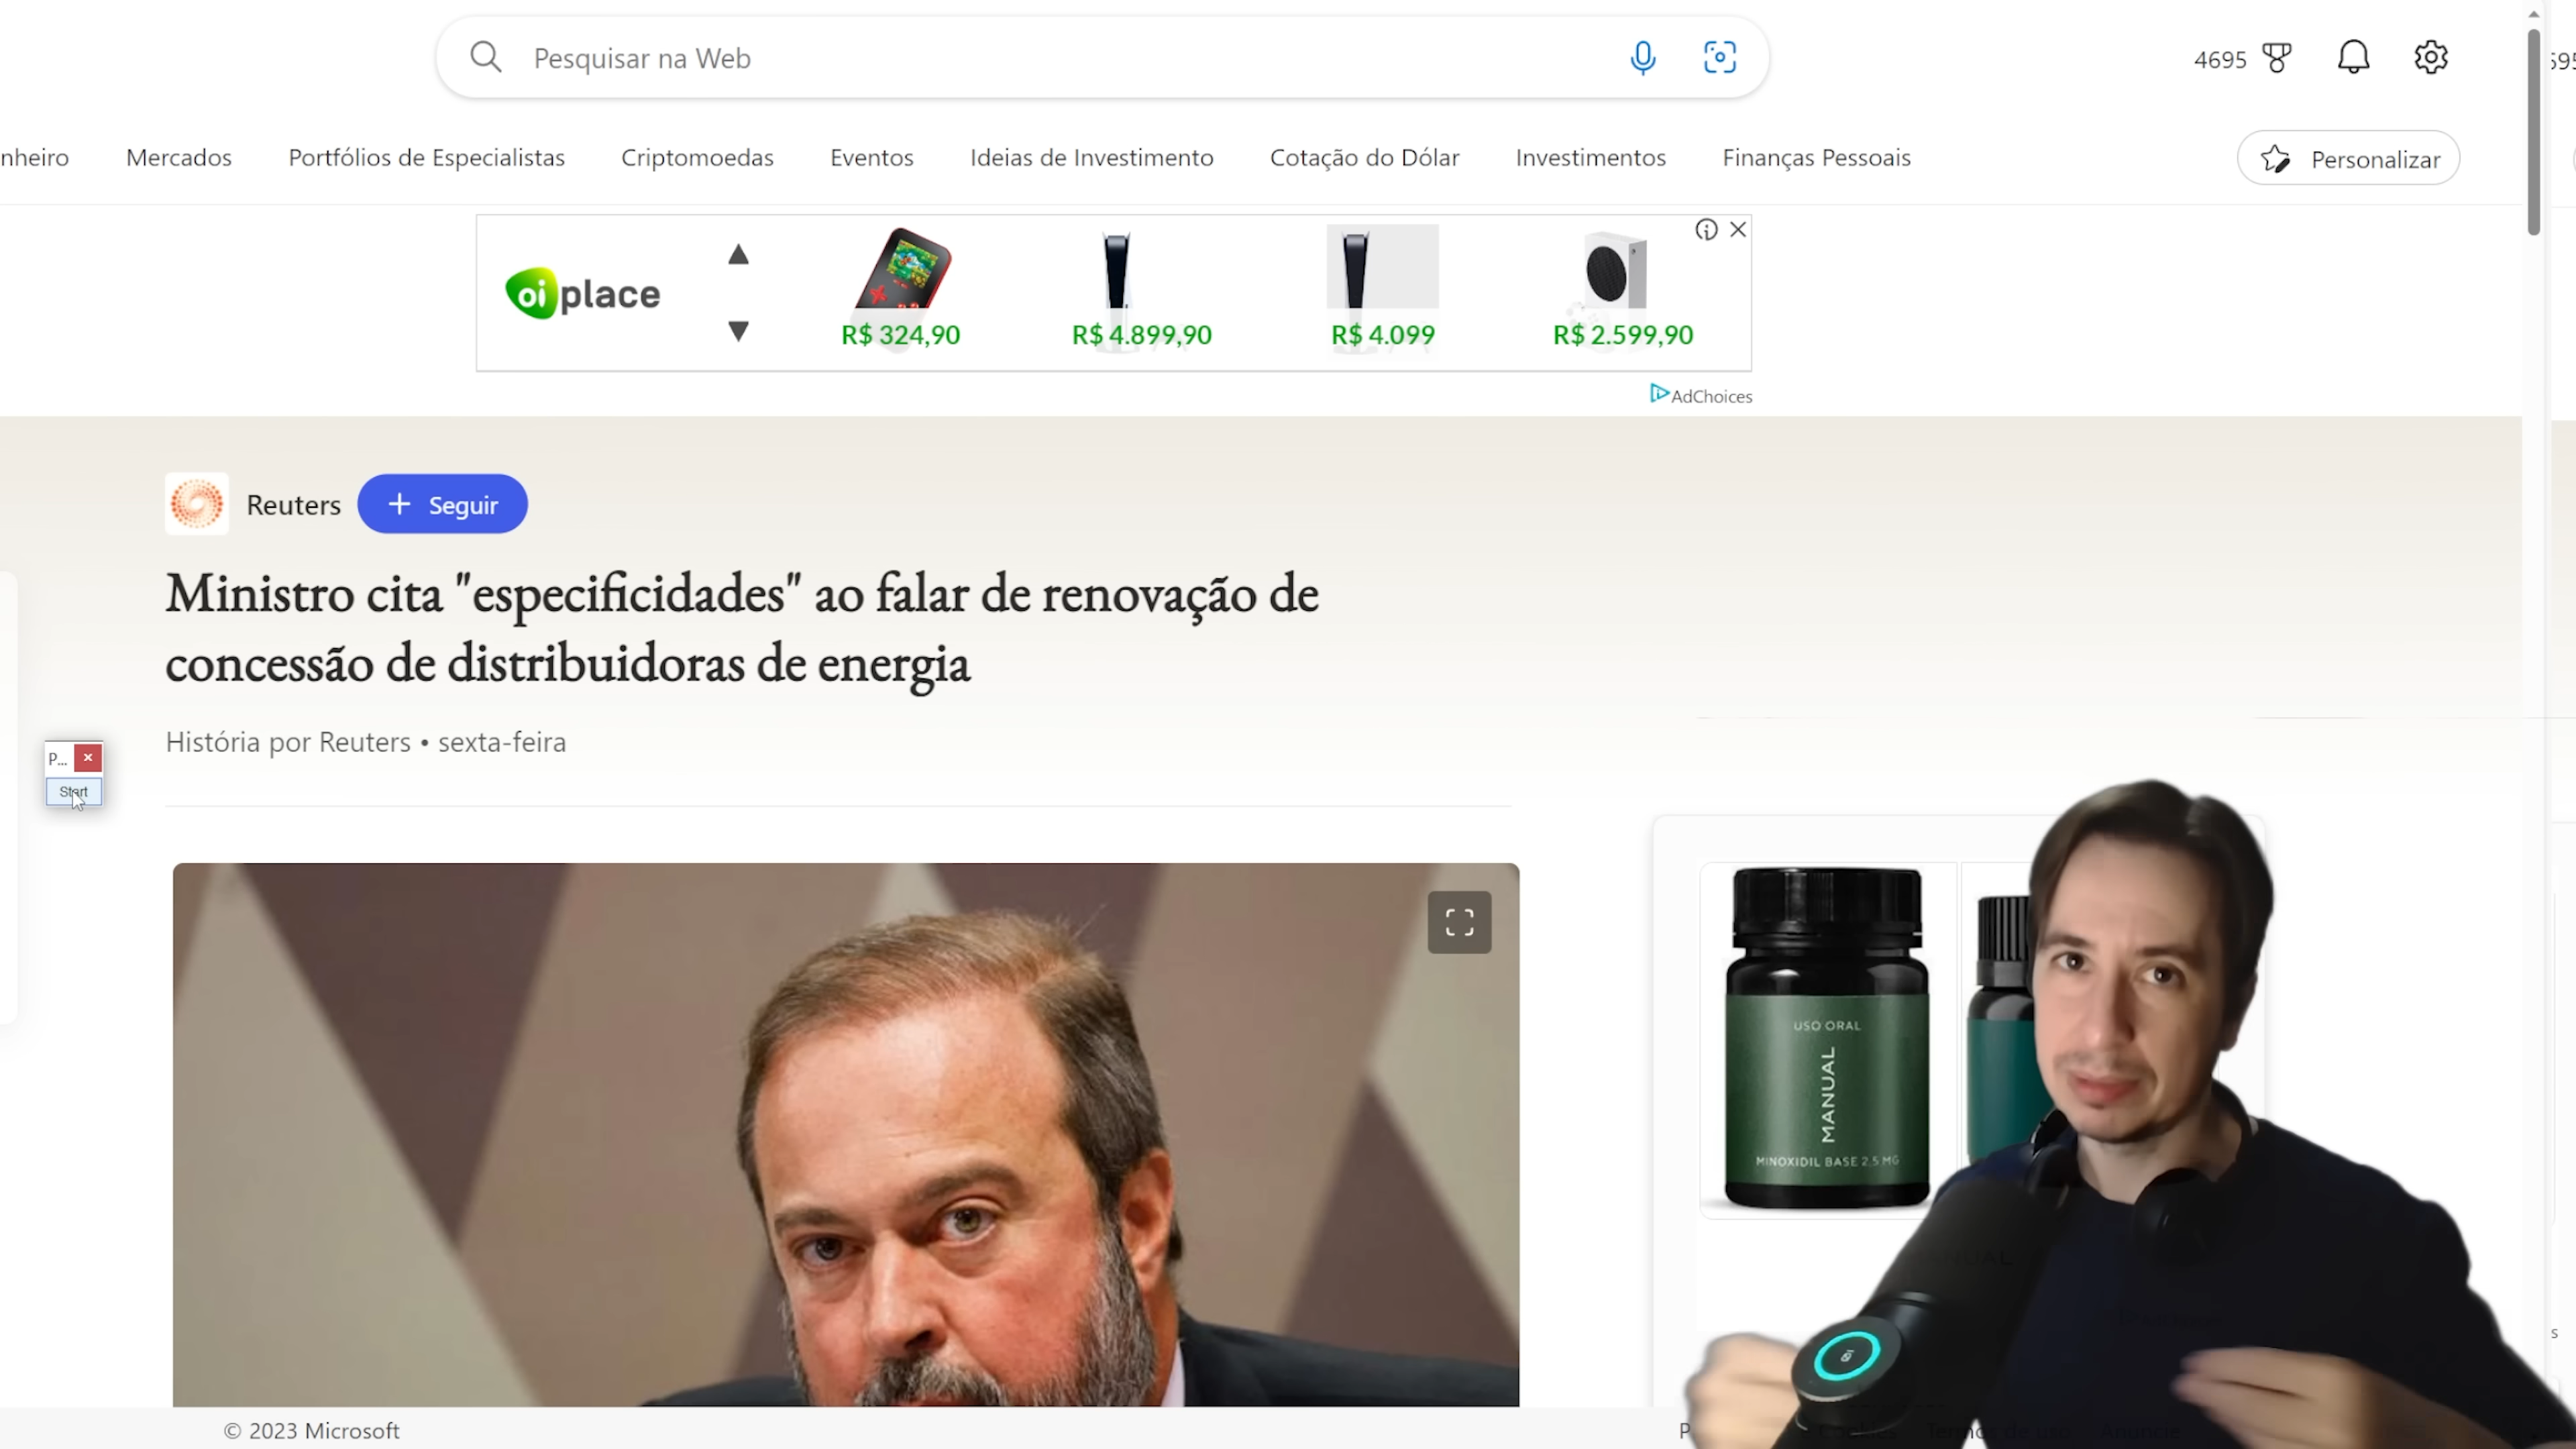 Pesquisar na Web
4695
nheiro Mercados Portfólios de Especialistas Criptomoedas Eventos Ideias de Investimento Cotação do Dólar Investimentos Finanças Pessoais Personalizar
oi place
R$ 324,90 R$ 4.899,90 R$ 4.099 R$ 2.599,90
AdChoices
Reuters + Seguir
Ministro cita "especificidades" ao falar de renovação de
concessão de distribuidoras de energia
História por Reuters • sexta-feira
P...
Start
USO ORAL
MANUAL
MINOXIDIL BASE 2.5 MG
© 2023 Microsoft